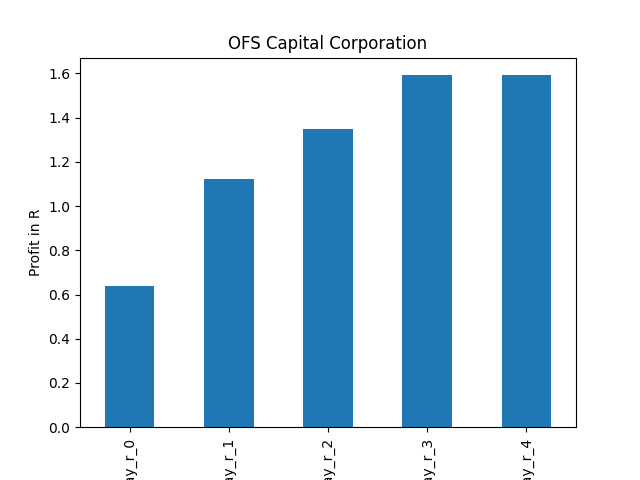 OFS Capital Corporation
Profit in R
1.6
1.4
1.2
1.0
0.8
0.6
0.4
0.2
0.0
ay_r_0
ay_r_1
ay_r_2
ay_r_3
ay_r_4